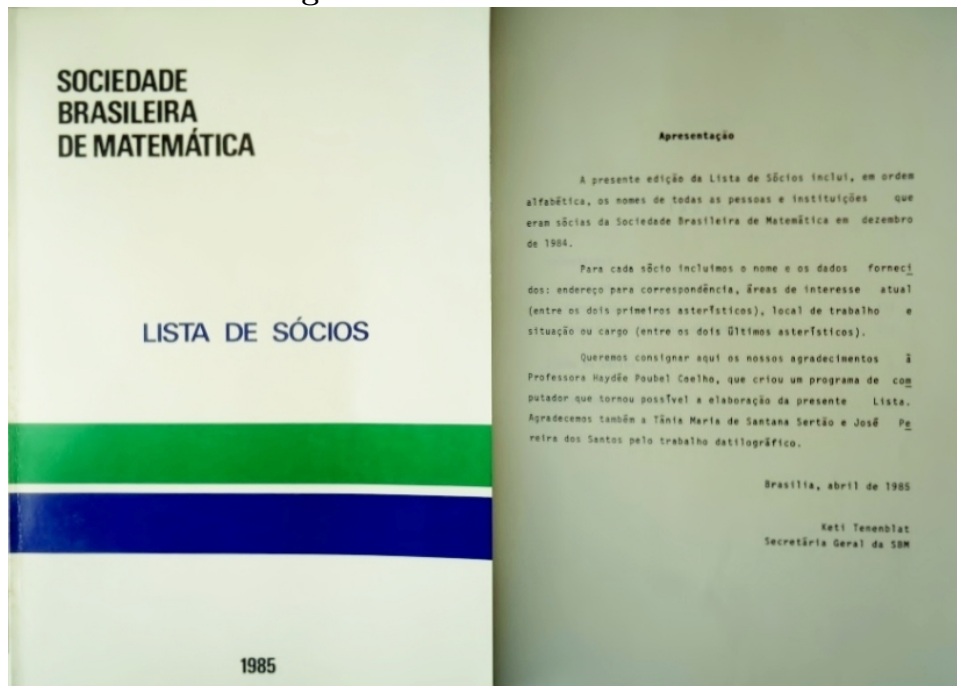 SOCIEDADE
BRASILEIRA
DE MATEMÁTICA
LISTA DE SÓCIOS
1985
Apresentação
A presente edição da Lista de Sócios inclui, em ordem
alfabética, os nomes de todas as pessoas e instituições que
eram sócias da Sociedade Brasileira de Matemática em dezembro
de 1984.
Para cada sócio incluimos o nome e os dados forneci
dos: endereço para correspondência, áreas de interesse atual
(entre os dois primeiros asterísticos), local de trabalho e
situação ou cargo (entre os dois últimos asterísticos).
Queremos consignar aqui os nossos agradecimentos à
Professora Haydée Poubel Coelho, que criou um programa de com
putador que tornou possível a elaboração da presente Lista.
Agradecemos também a Tânia Maria de Santana Sertão e José Pe
reira dos Santos pelo trabalho datilográfico.
Brasília, abril de 1985
Keti Tenenblat
Secretária Geral da SBM